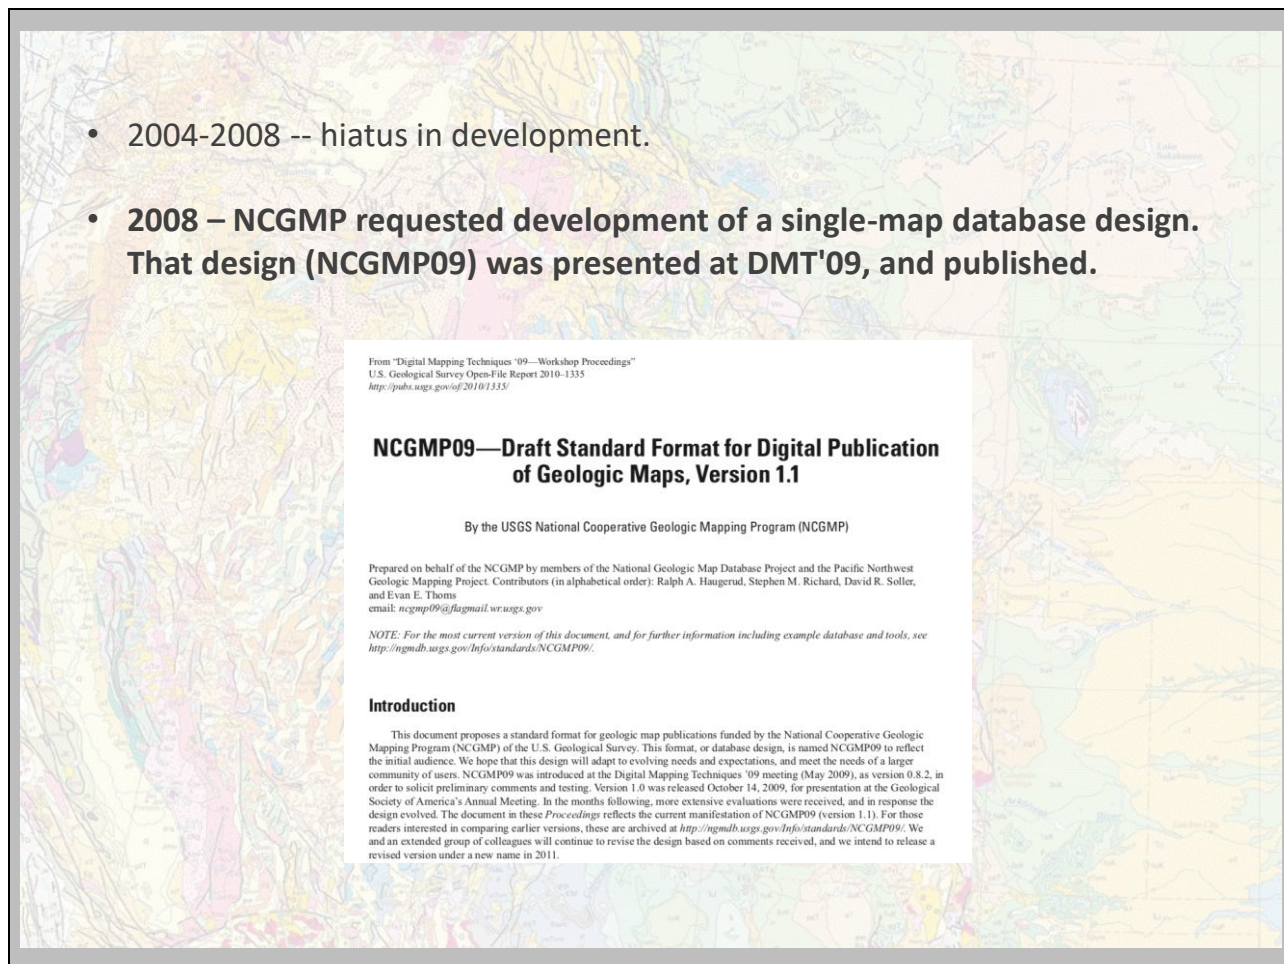 • 2004-2008 -- hiatus in development.
• 2008 – NCGMP requested development of a single-map database design.
That design (NCGMP09) was presented at DMT'09, and published.
From "Digital Mapping Techniques ‘09—Workshop Proceedings"
U.S. Geological Survey Open-File Report 2010–1335
http://pubs.usgs.gov/of/2010/1335/
NCGMP09—Draft Standard Format for Digital Publication
of Geologic Maps, Version 1.1
By the USGS National Cooperative Geologic Mapping Program (NCGMP)
Prepared on behalf of the NCGMP by members of the National Geologic Map Database Project and the Pacific Northwest
Geologic Mapping Project. Contributors (in alphabetical order): Ralph A. Haugerud, Stephen M. Richard, David R. Soller,
and Evan E. Thoms
email: ncgmp09@flagmail.wr.usgs.gov
NOTE: For the most current version of this document, and for further information including example database and tools, see
http://ngmdb.usgs.gov/Info/standards/NCGMP09/.
Introduction
This document proposes a standard format for geologic map publications funded by the National Cooperative Geologic
Mapping Program (NCGMP) of the U.S. Geological Survey. This format, or database design, is named NCGMP09 to reflect
the initial audience. We hope that this design will adapt to evolving needs and expectations, and meet the needs of a larger
community of users. NCGMP09 was introduced at the Digital Mapping Techniques ’09 meeting (May 2009), as version 0.8.2, in
order to solicit preliminary comments and testing. Version 1.0 was released October 14, 2009, for presentation at the Geological
Society of America’s Annual Meeting. In the months following, more extensive evaluations were received, and in response the
design evolved. The document in these Proceedings reflects the current manifestation of NCGMP09 (version 1.1). For those
readers interested in comparing earlier versions, these are archived at http://ngmdb.usgs.gov/Info/standards/NCGMP09/. We
and an extended group of colleagues will continue to revise the design based on comments received, and we intend to release a
revised version under a new name in 2011.